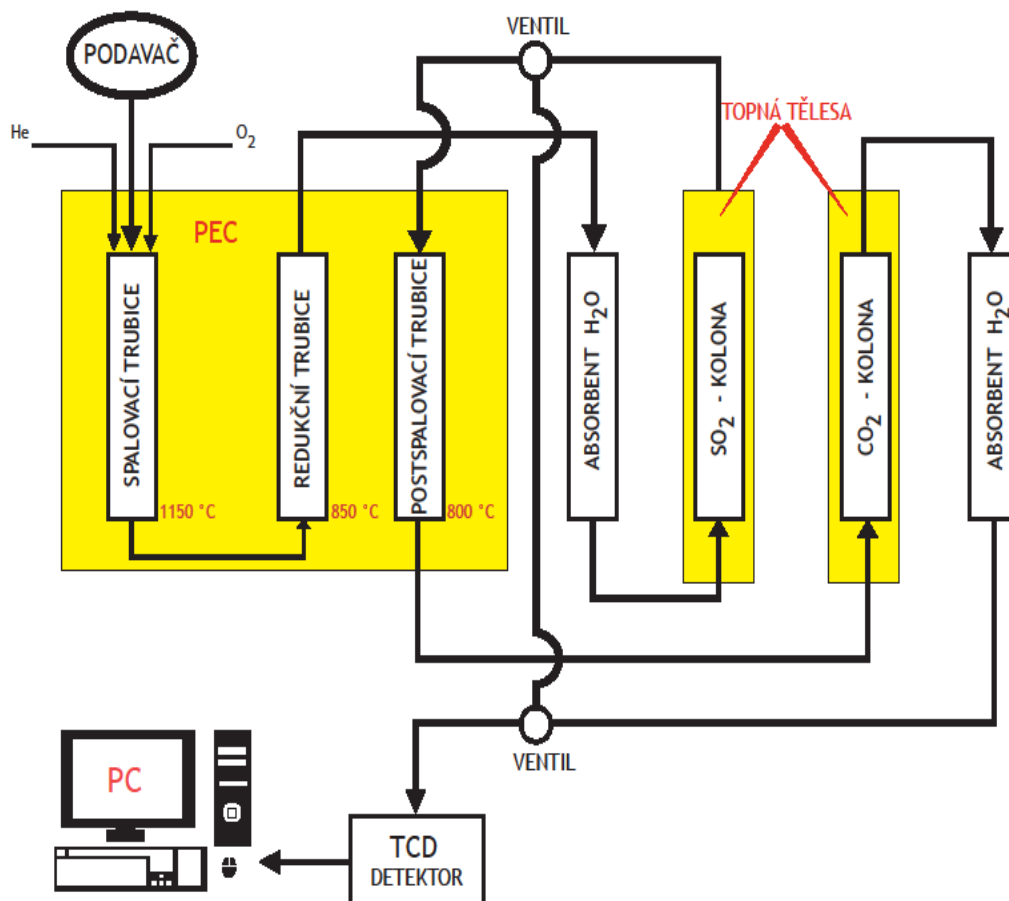 VENTIL
PODAVAČ
TOPNÁ TĚLESA
He
O2
PEC
SPALOVACÍ TRUBICE
REDUKČNÍ TRUBICE
POSTSPALOVACÍ TRUBICE
ABSORBENT H2O
SO2 - KOLONA
CO2 - KOLONA
ABSORBENT H2O
1150 °C
850 °C
800 °C
VENTIL
PC
TCD
DETEKTOR